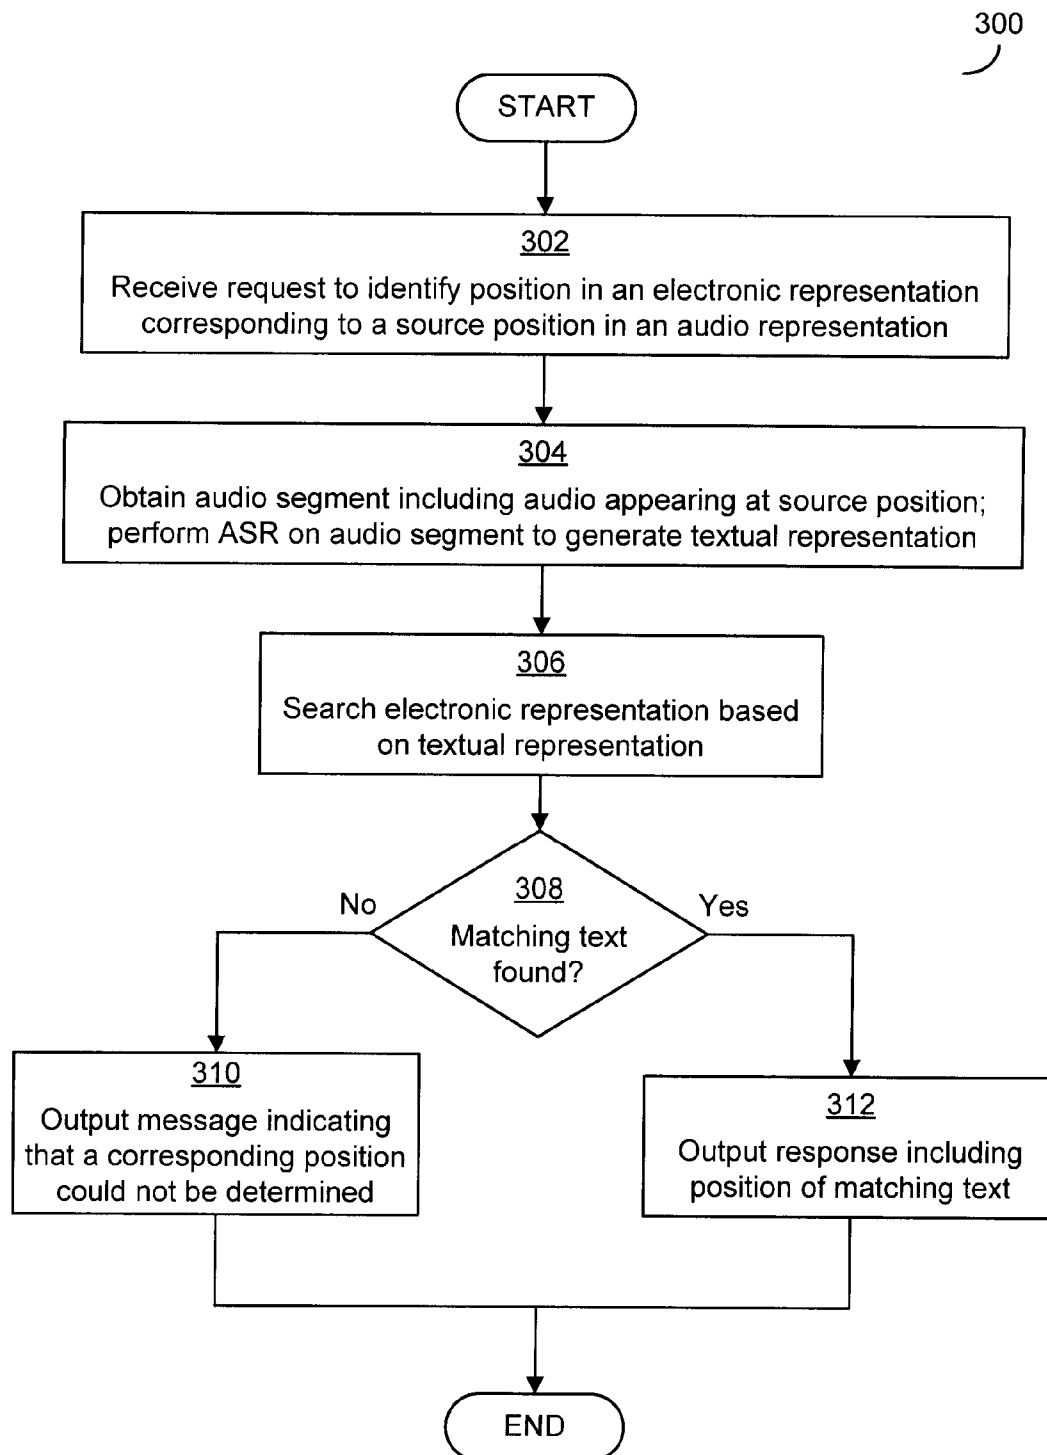 300
START
302
Receive request to identify position in an electronic representation
corresponding to a source position in an audio representation
304
Obtain audio segment including audio appearing at source position;
perform ASR on audio segment to generate textual representation
306
Search electronic representation based
on textual representation
308
Matching text
found?
No
Yes
310
Output message indicating
that a corresponding position
could not be determined
312
Output response including
position of matching text
END